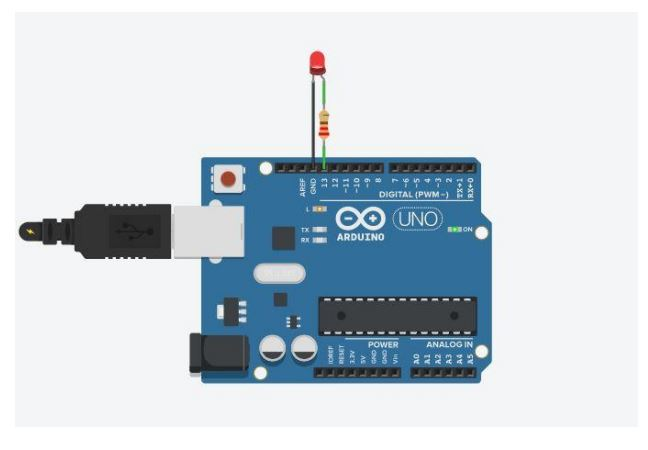 AREF
GND
13
12
~11
~10
~9
8
7
~6
~5
4
~3
2
TX→1
RX←0
DIGITAL (PWM~)
L
TX
RX
ARDUINO
UNO
ON
POWER
ANALOG IN
IOREF
RESET
3.3V
5V
GND
GND
Vin
A0
A1
A2
A3
A4
A5